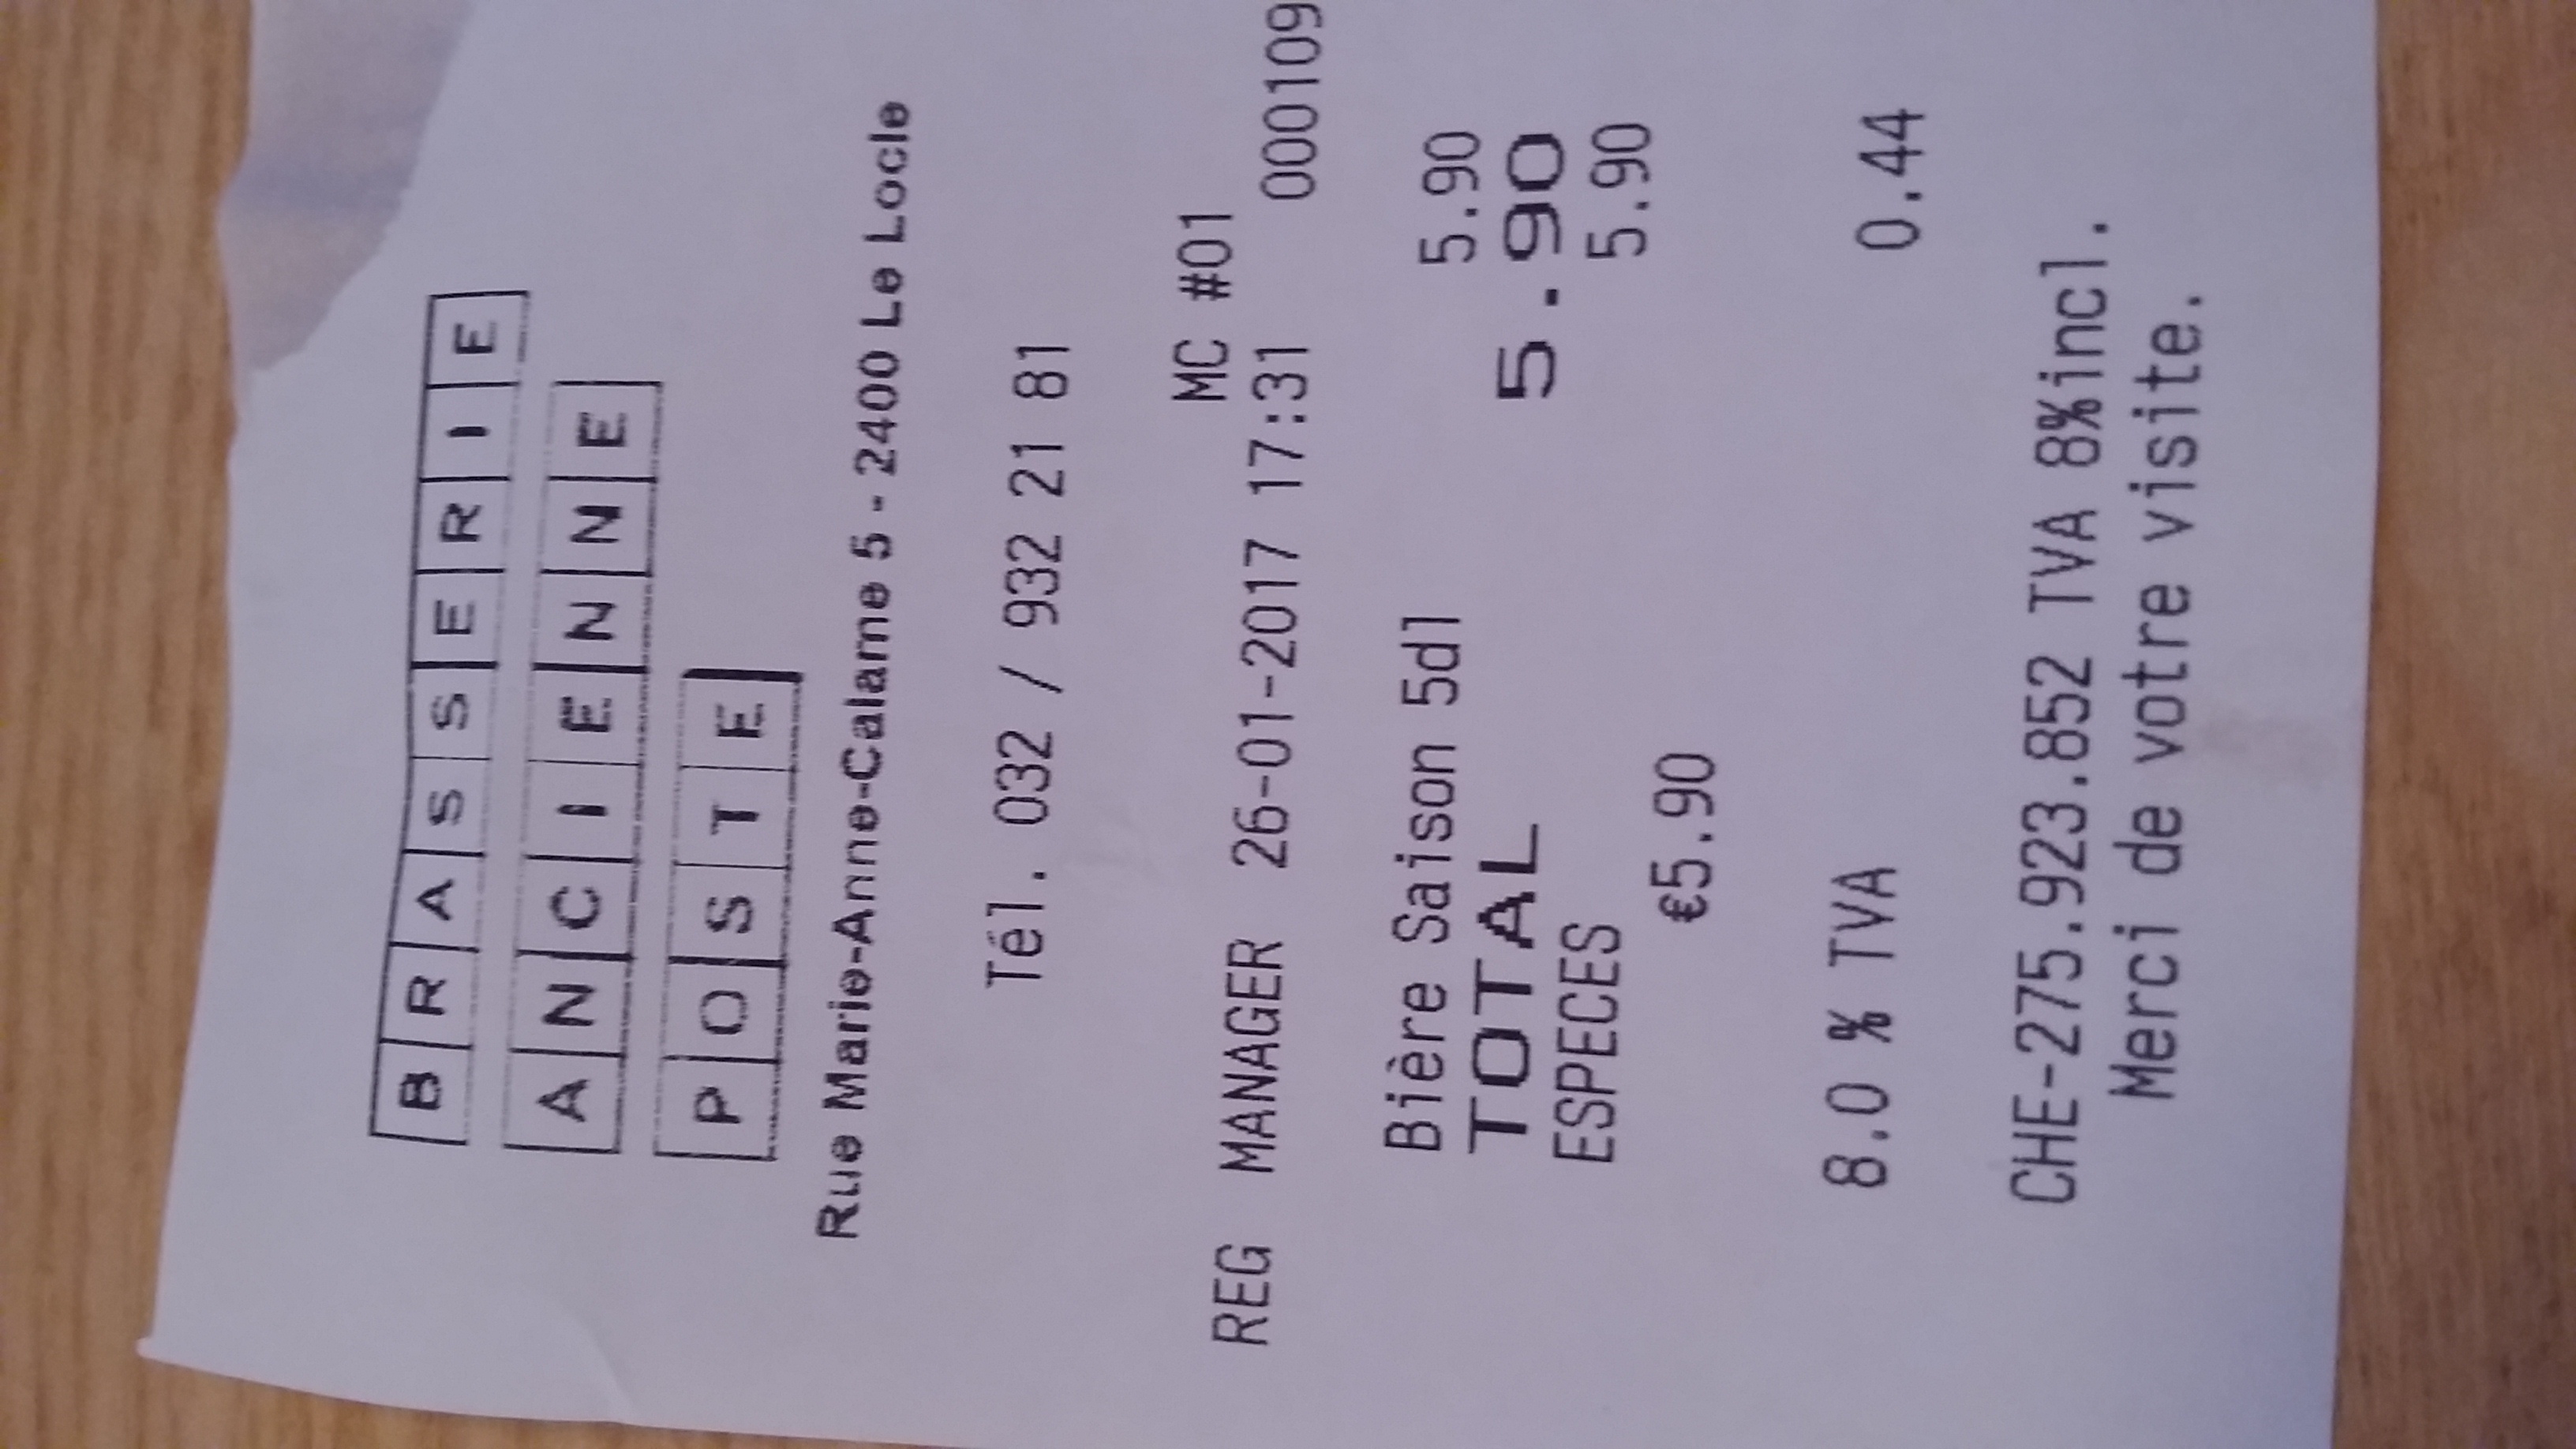 BRASSERIE
ANCIENNE
POSTE
Rue Marie-Anne-Calame 5 - 2400 Le Locle
Tél. 032 / 932 21 81
MC #01
REG MANAGER 26-01-2017 17:31 000109
Bière Saison 5dl 5.90
TOTAL 5.90
ESPECES 5.90
€5.90
8.0 % TVA 0.44
CHE-275.923.852 TVA 8%incl.
Merci de votre visite.